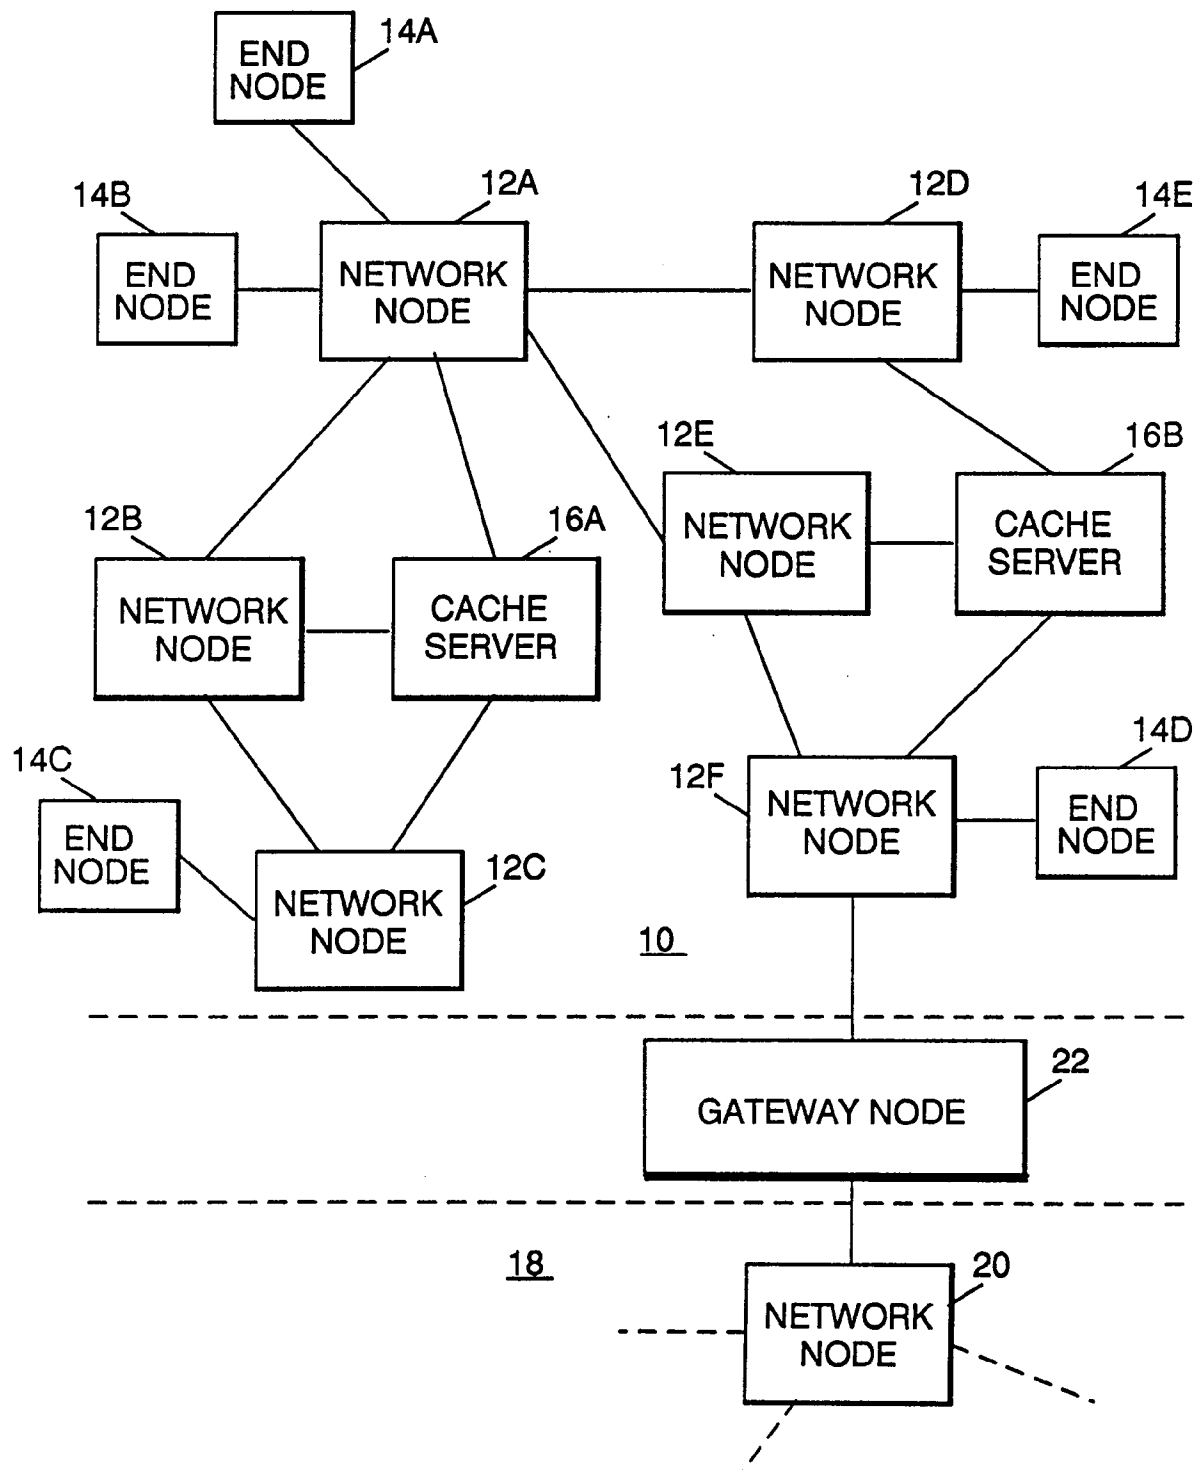 14A
END
NODE
14B
12A
12D
14E
END
NODE
NETWORK
NODE
NETWORK
NODE
END
NODE
12E
16B
12B
16A
NETWORK
NODE
CACHE
SERVER
NETWORK
NODE
CACHE
SERVER
14C
12F
14D
END
NODE
NETWORK
NODE
END
NODE
12C
NETWORK
NODE
10
22
GATEWAY NODE
18
20
NETWORK
NODE